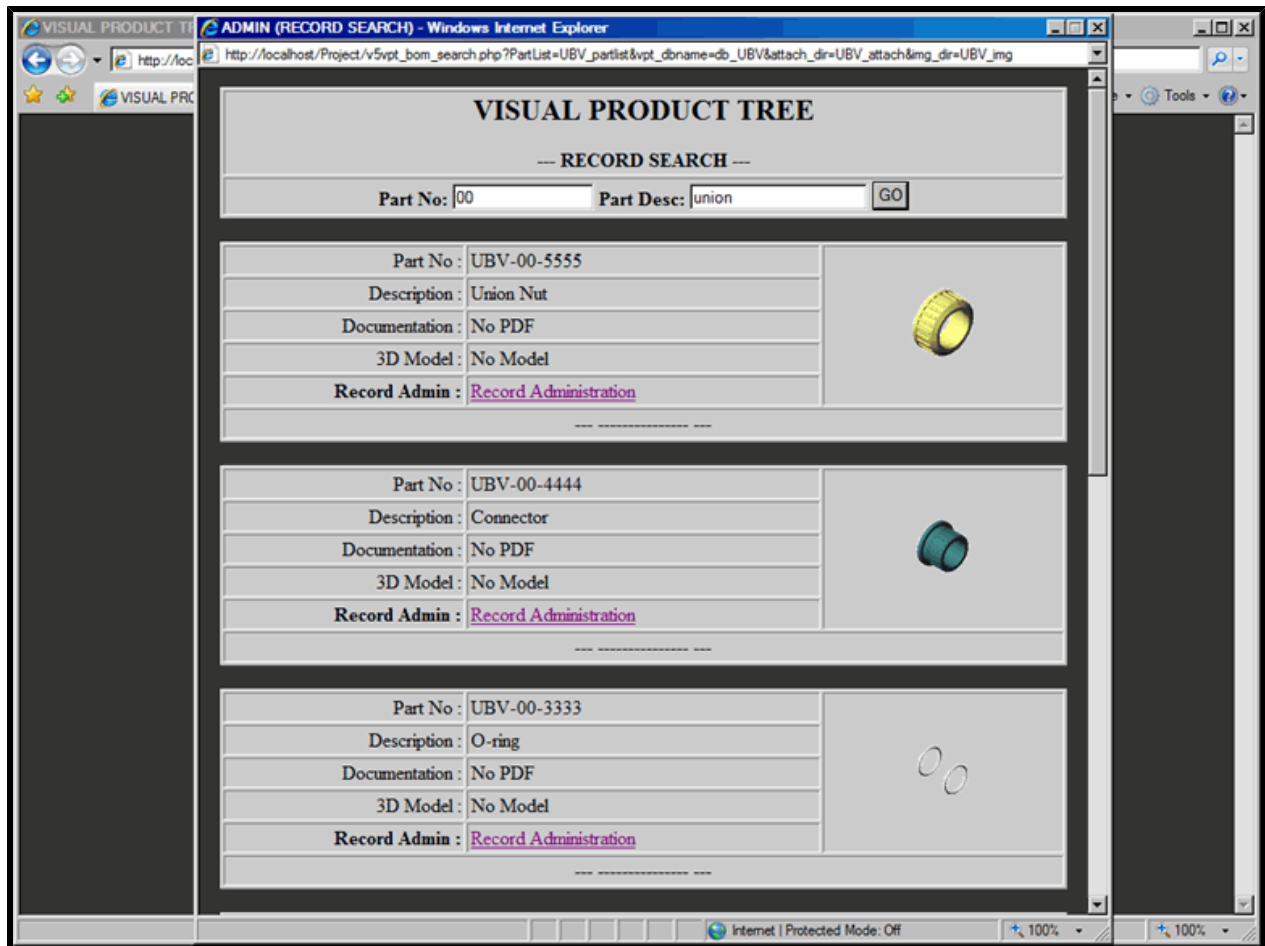 VISUAL PRODUCT TR
ADMIN (RECORD SEARCH) - Windows Internet Explorer
http://loc
http://localhost/Project/v5vpt_bom_search.php?PartList=UBV_partlist&vpt_dbname=db_UBV&attach_dir=UBV_attach&img_dir=UBV_img
VISUAL PRO
Tools
VISUAL PRODUCT TREE
--- RECORD SEARCH ---
Part No: 00 Part Desc: union GO
Part No : UBV-00-5555
Description : Union Nut
Documentation : No PDF
3D Model : No Model
Record Admin : Record Administration
--- --------------- ---
Part No : UBV-00-4444
Description : Connector
Documentation : No PDF
3D Model : No Model
Record Admin : Record Administration
--- --------------- ---
Part No : UBV-00-3333
Description : O-ring
Documentation : No PDF
3D Model : No Model
Record Admin : Record Administration
--- --------------- ---
Internet | Protected Mode: Off 100% 100%